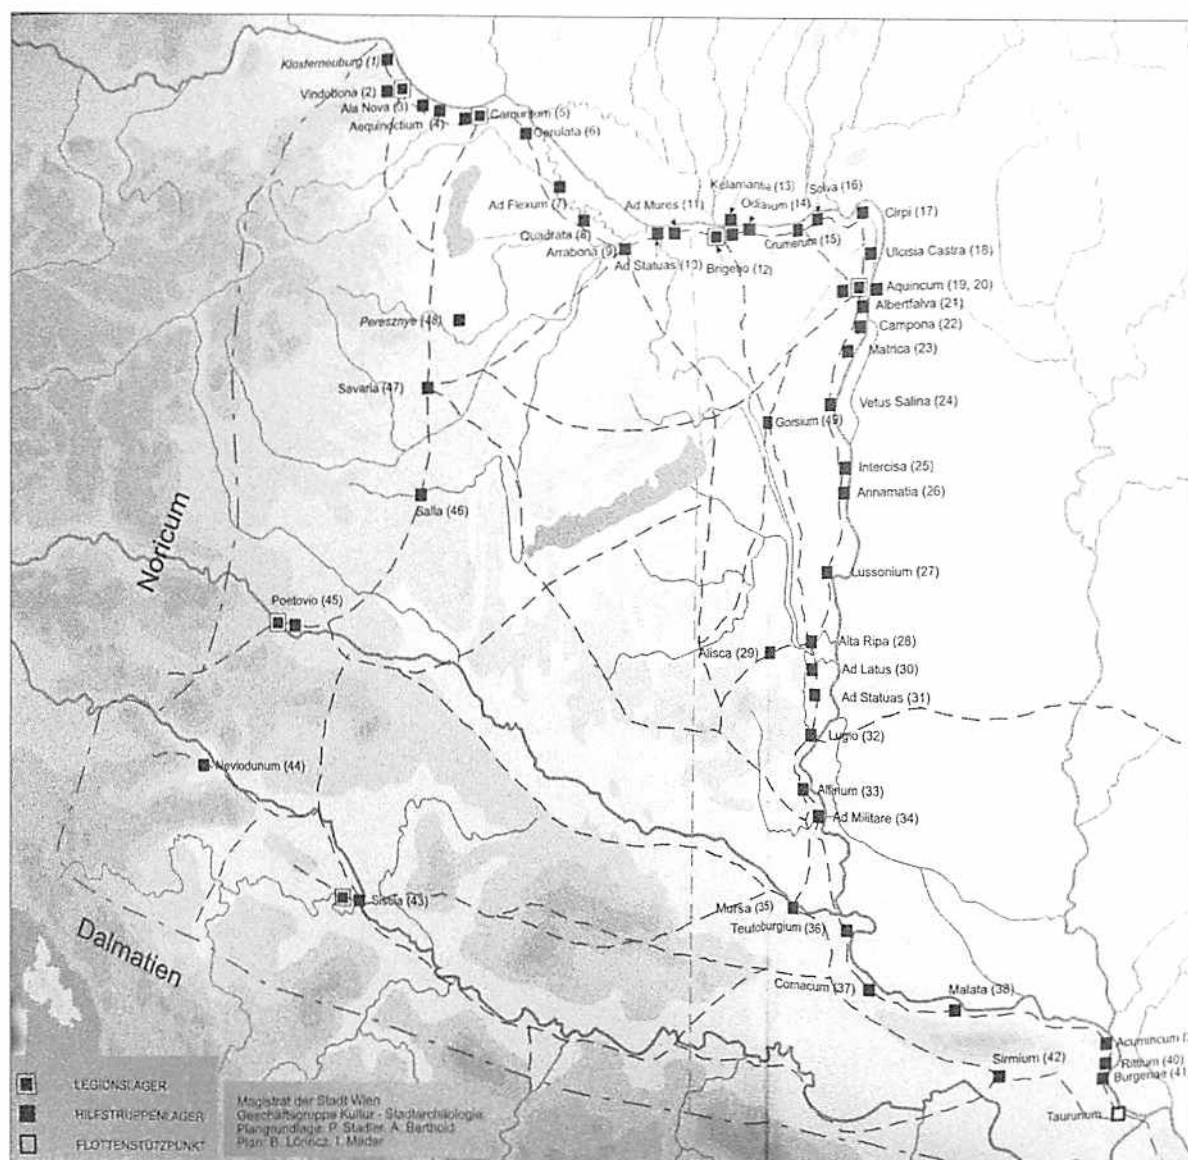 Klosterneuburg (1)
Vindobona (2)
Ala Nova (3)
Aequinoctium (4)
Carnuntum (5)
Gerulata (6)
Ad Flexum (7)
Quadrata (8)
Arrabona (9)
Ad Statuas (10)
Ad Mures (11)
Brigetio (12)
Kelamantia (13)
Odiavum (14)
Crumerum (15)
Solva (16)
Cirpi (17)
Ulcisia Castra (18)
Aquincum (19, 20)
Albertfalva (21)
Campona (22)
Matrica (23)
Vetus Salina (24)
Intercisa (25)
Annamatia (26)
Lussonium (27)
Alta Ripa (28)
Alisca (29)
Ad Latus (30)
Ad Statuas (31)
Lugio (32)
Altinum (33)
Ad Militare (34)
Mursa (35)
Teutoburgium (36)
Cornacum (37)
Malata (38)
Acumincum
Rittium (40)
Burgenae (41)
Sirmium (42)
Taurunum
Siscia (43)
Neviodunum (44)
Poetovio (45)
Salla (46)
Savaria (47)
Peresznye (48)
Gorsium (49)
Noricum
Dalmatien
LEGIONSLAGER
HILFSTRUPPENLAGER
FLOTTENSTÜTZPUNKT
Magistrat der Stadt Wien
Geschäftsgruppe Kultur - Stadtarchäologie
Plangrundlage: P. Stadler, A. Berthold
Plan: B. Lőrincz, I. Mader